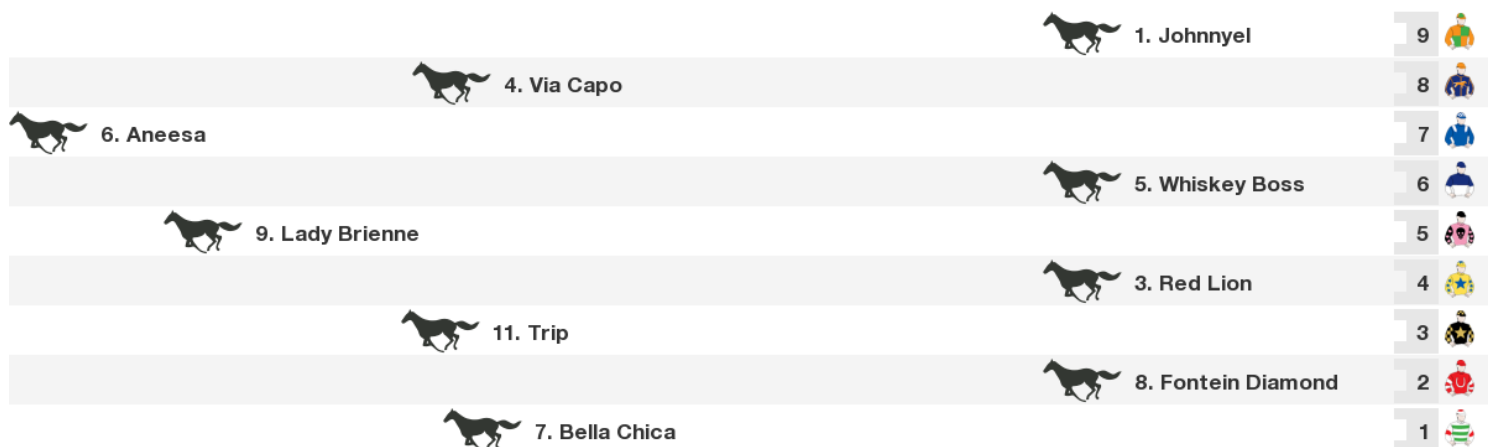 1. Johnnyel 9
4. Via Capo 8
6. Aneesa 7
5. Whiskey Boss 6
9. Lady Brienne 5
3. Red Lion 4
11. Trip 3
8. Fontein Diamond 2
7. Bella Chica 1